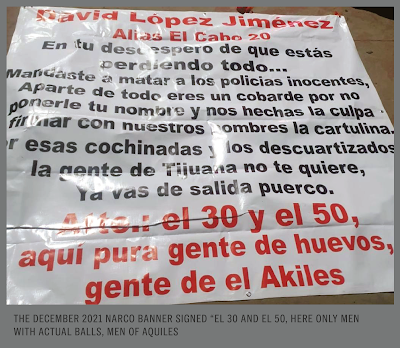 David López Jiménez
Alias El Cabo 20
En tu desespero de que estás
perdiendo todo...
Mandaste a matar a los policias inocentes,
Aparte de todo eres un cobarde por no
ponerle tu nombre y nos hechas la culpa
firmar con nuestros nombres la cartulina.
r esas cochinadas y los descuartizados
la gente de Tijuana no te quiere,
Ya vas de salida puerco.
Atte.: el 30 y el 50,
aquí pura gente de huevos,
gente de el Akiles
THE DECEMBER 2021 NARCO BANNER SIGNED "EL 30 AND EL 50, HERE ONLY MEN
WITH ACTUAL BALLS, MEN OF AQUILES